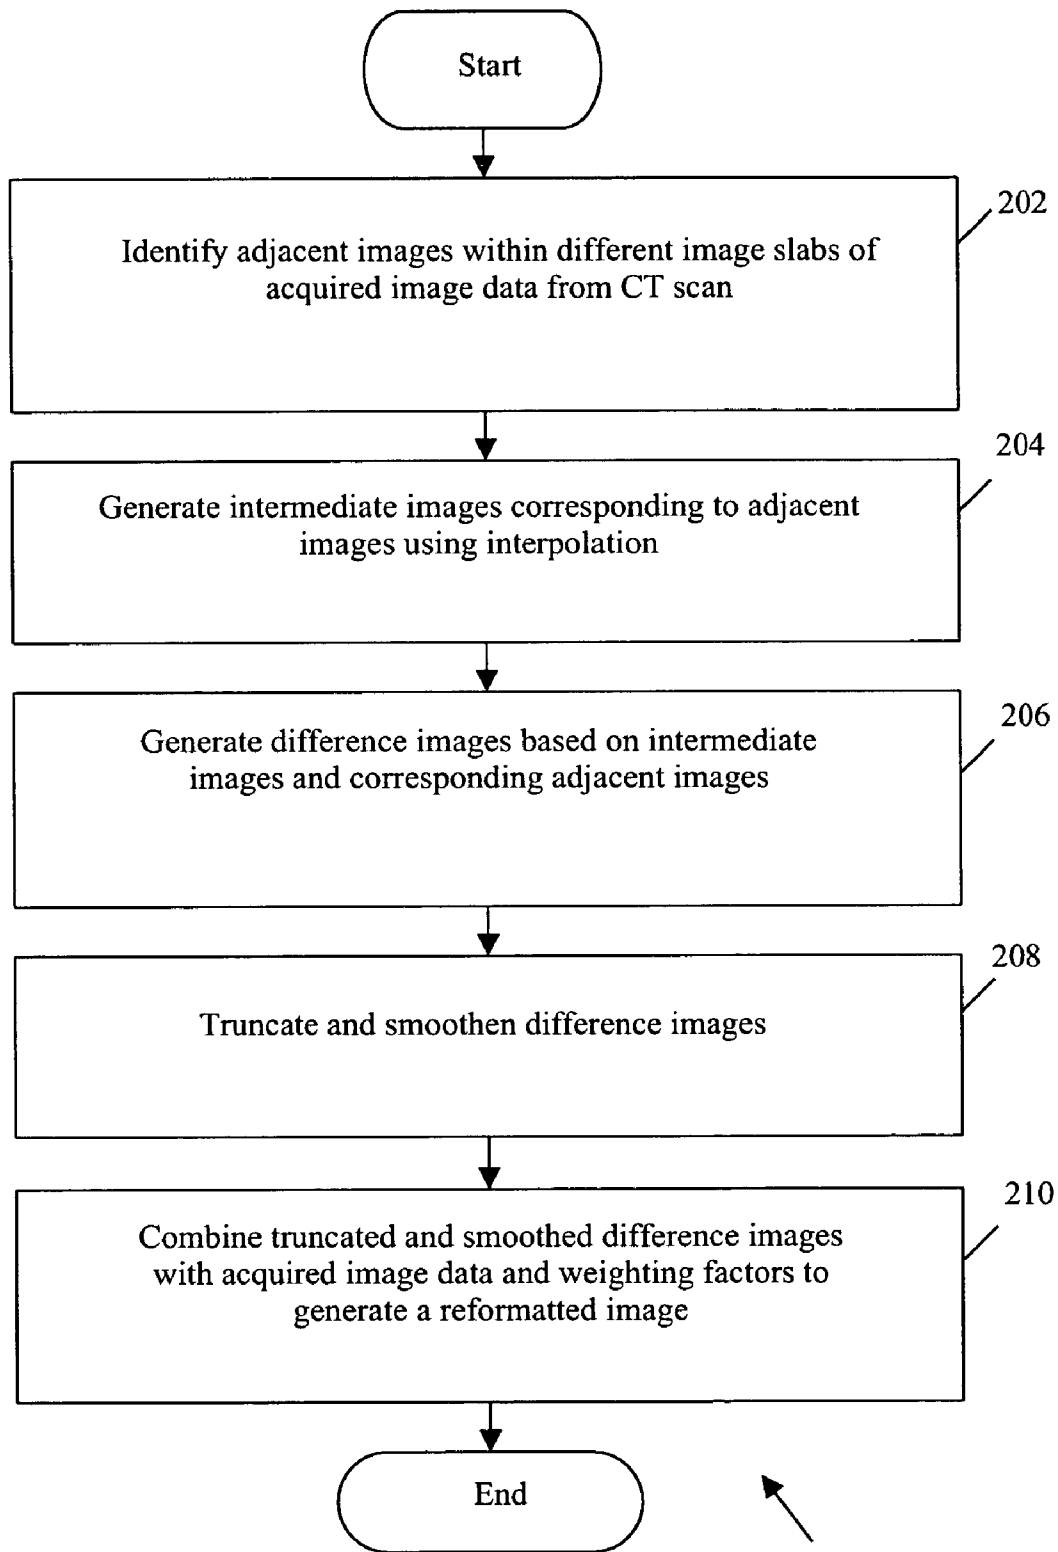 Start
202
Identify adjacent images within different image slabs of
acquired image data from CT scan
204
Generate intermediate images corresponding to adjacent
images using interpolation
206
Generate difference images based on intermediate
images and corresponding adjacent images
208
Truncate and smoothen difference images
210
Combine truncated and smoothed difference images
with acquired image data and weighting factors to
generate a reformatted image
End